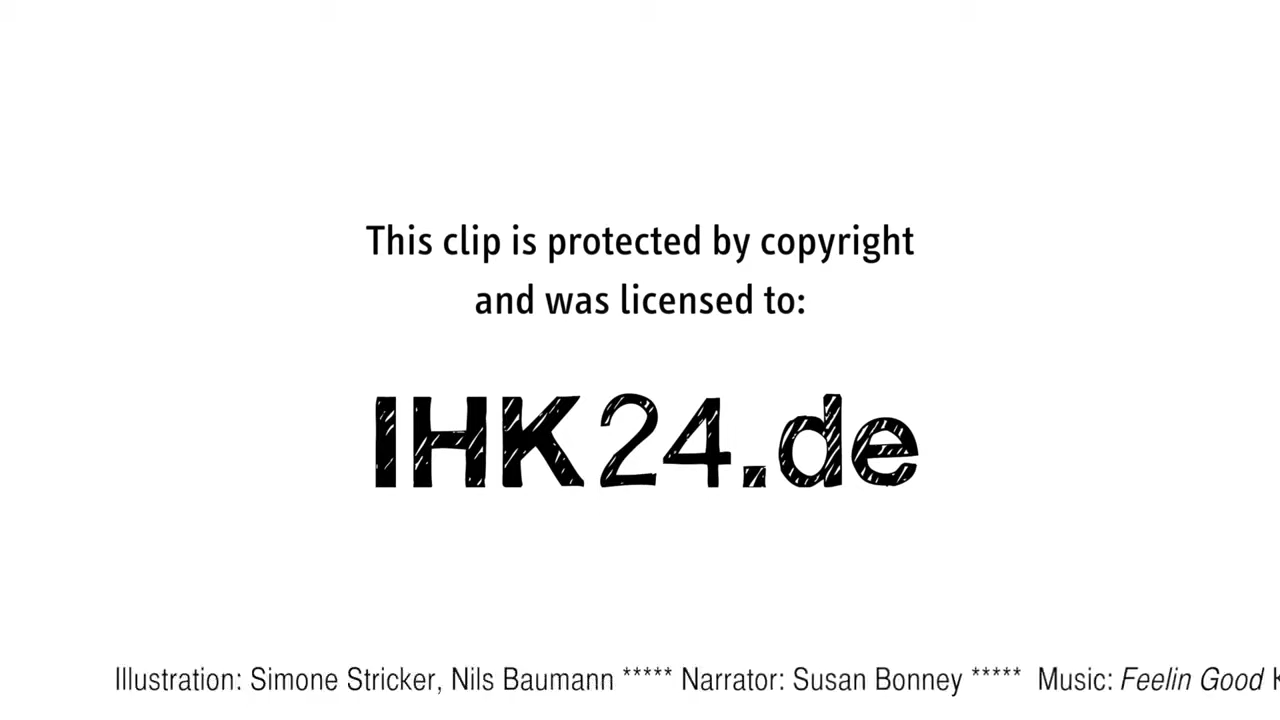 This clip is protected by copyright
and was licensed to:
IHK24.de
Illustration: Simone Stricker, Nils Baumann ***** Narrator: Susan Bonney ***** Music: Feelin Good